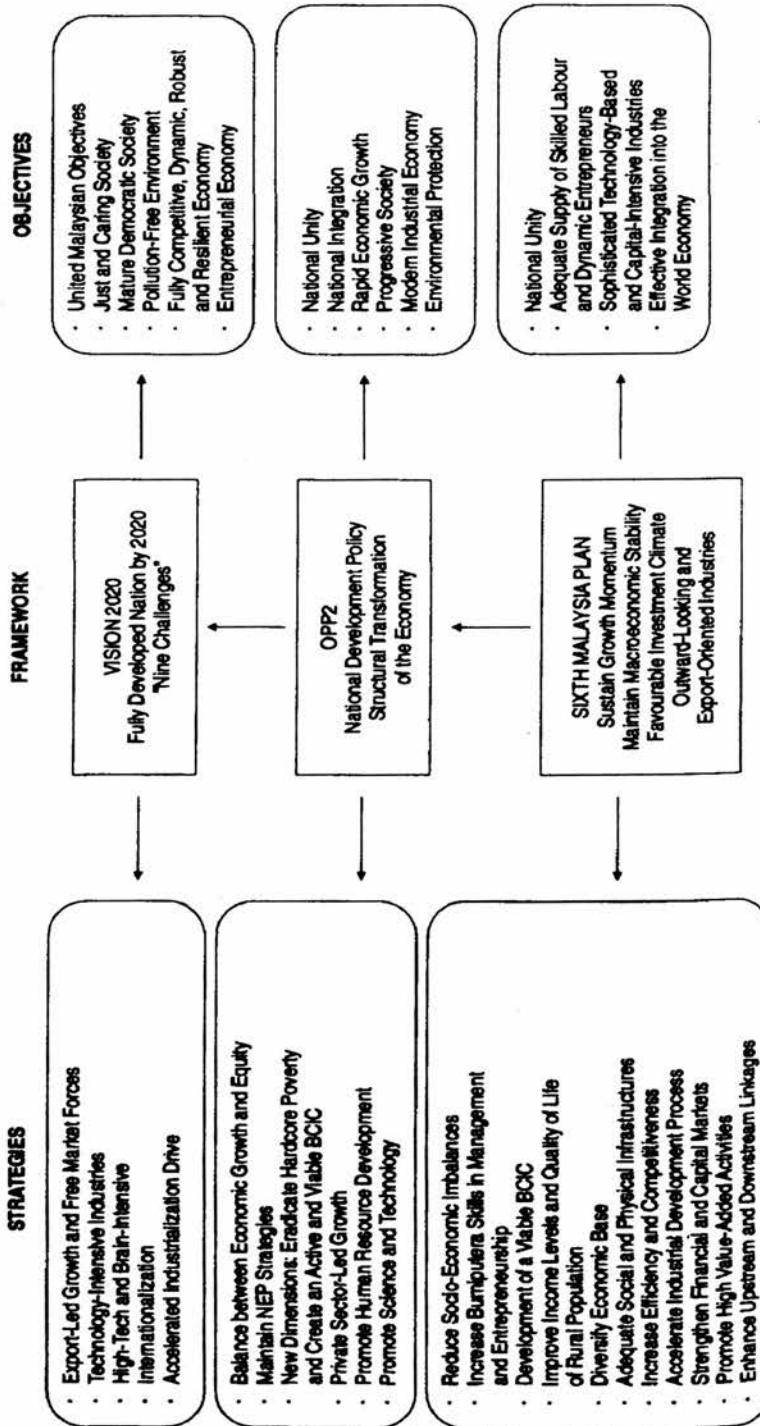 STRATEGIES
· Export-Led Growth and Free Market Forces
· Technology-Intensive Industries
· High-Tech and Brain-Intensive
· Internationalization
· Accelerated Industrialization Drive
· Balance between Economic Growth and Equity
· Maintain NEP Strategies
· New Dimensions: Eradicate Hardcore Poverty
and Create an Active and Viable BCIC
· Private Sector-Led Growth
· Promote Human Resource Development
· Promote Science and Technology
· Reduce Socio-Economic Imbalances
· Increase Bumiputera Skills in Management
and Entrepreneurship
· Development of a Viable BCIC
· Improve Income Levels and Quality of Life
of Rural Population
· Diversify Economic Base
· Adequate Social and Physical Infrastructures
· Increase Efficiency and Competitiveness
· Accelerate Industrial Development Process
· Strengthen Financial and Capital Markets
· Promote High Value-Added Activities
· Enhance Upstream and Downstream Linkages
FRAMEWORK
VISION 2020
Fully Developed Nation by 2020
"Nine Challenges"
OPP2
National Development Policy
Structural Transformation
of the Economy
SIXTH MALAYSIA PLAN
Sustain Growth Momentum
Maintain Macroeconomic Stability
Favourable Investment Climate
Outward-Looking and
Export-Oriented Industries
OBJECTIVES
· United Malaysian Objectives
· Just and Caring Society
· Mature Democratic Society
· Pollution-Free Environment
· Fully Competitive, Dynamic, Robust
and Resilient Economy
· Entrepreneurial Economy
· National Unity
· National Integration
· Rapid Economic Growth
· Progressive Society
· Modern Industrial Economy
· Environmental Protection
· National Unity
· Adequate Supply of Skilled Labour
and Dynamic Entrepreneurs
· Sophisticated Technology-Based
and Capital-Intensive Industries
· Effective Integration into the
World Economy